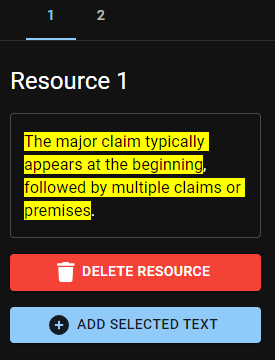 1 2
Resource 1
The major claim typically
appears at the beginning,
followed by multiple claims or
premises.
DELETE RESOURCE
ADD SELECTED TEXT